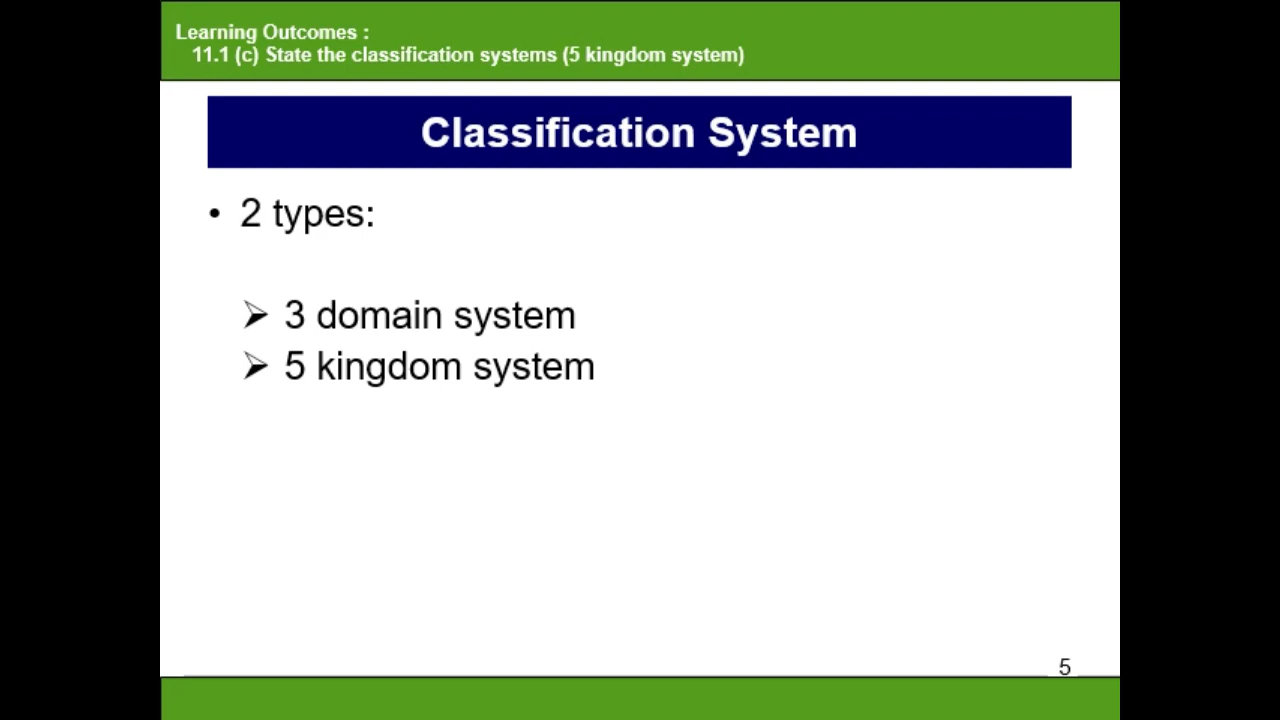 Learning Outcomes :
11.1 (c) State the classification systems (5 kingdom system)
Classification System
• 2 types:
➢ 3 domain system
➢ 5 kingdom system
5